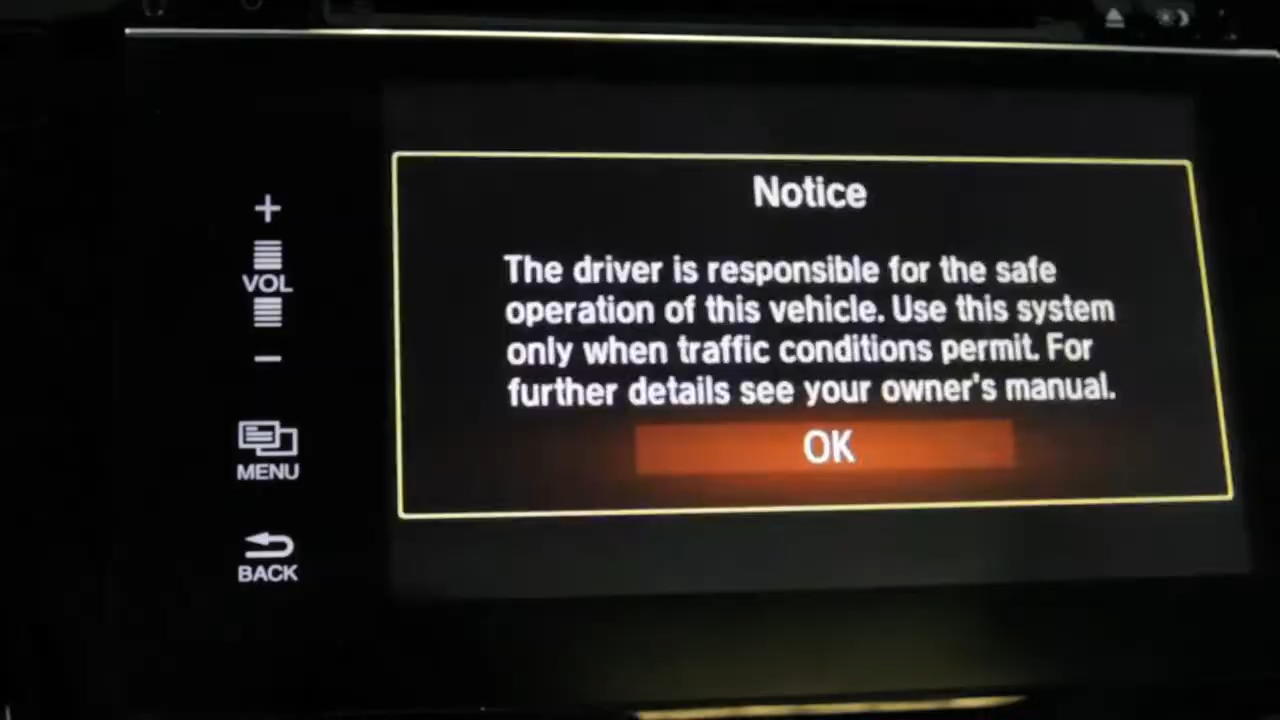 Notice
The driver is responsible for the safe
operation of this vehicle. Use this system
only when traffic conditions permit. For
further details see your owner's manual.
OK
+
VOL
−
MENU
BACK